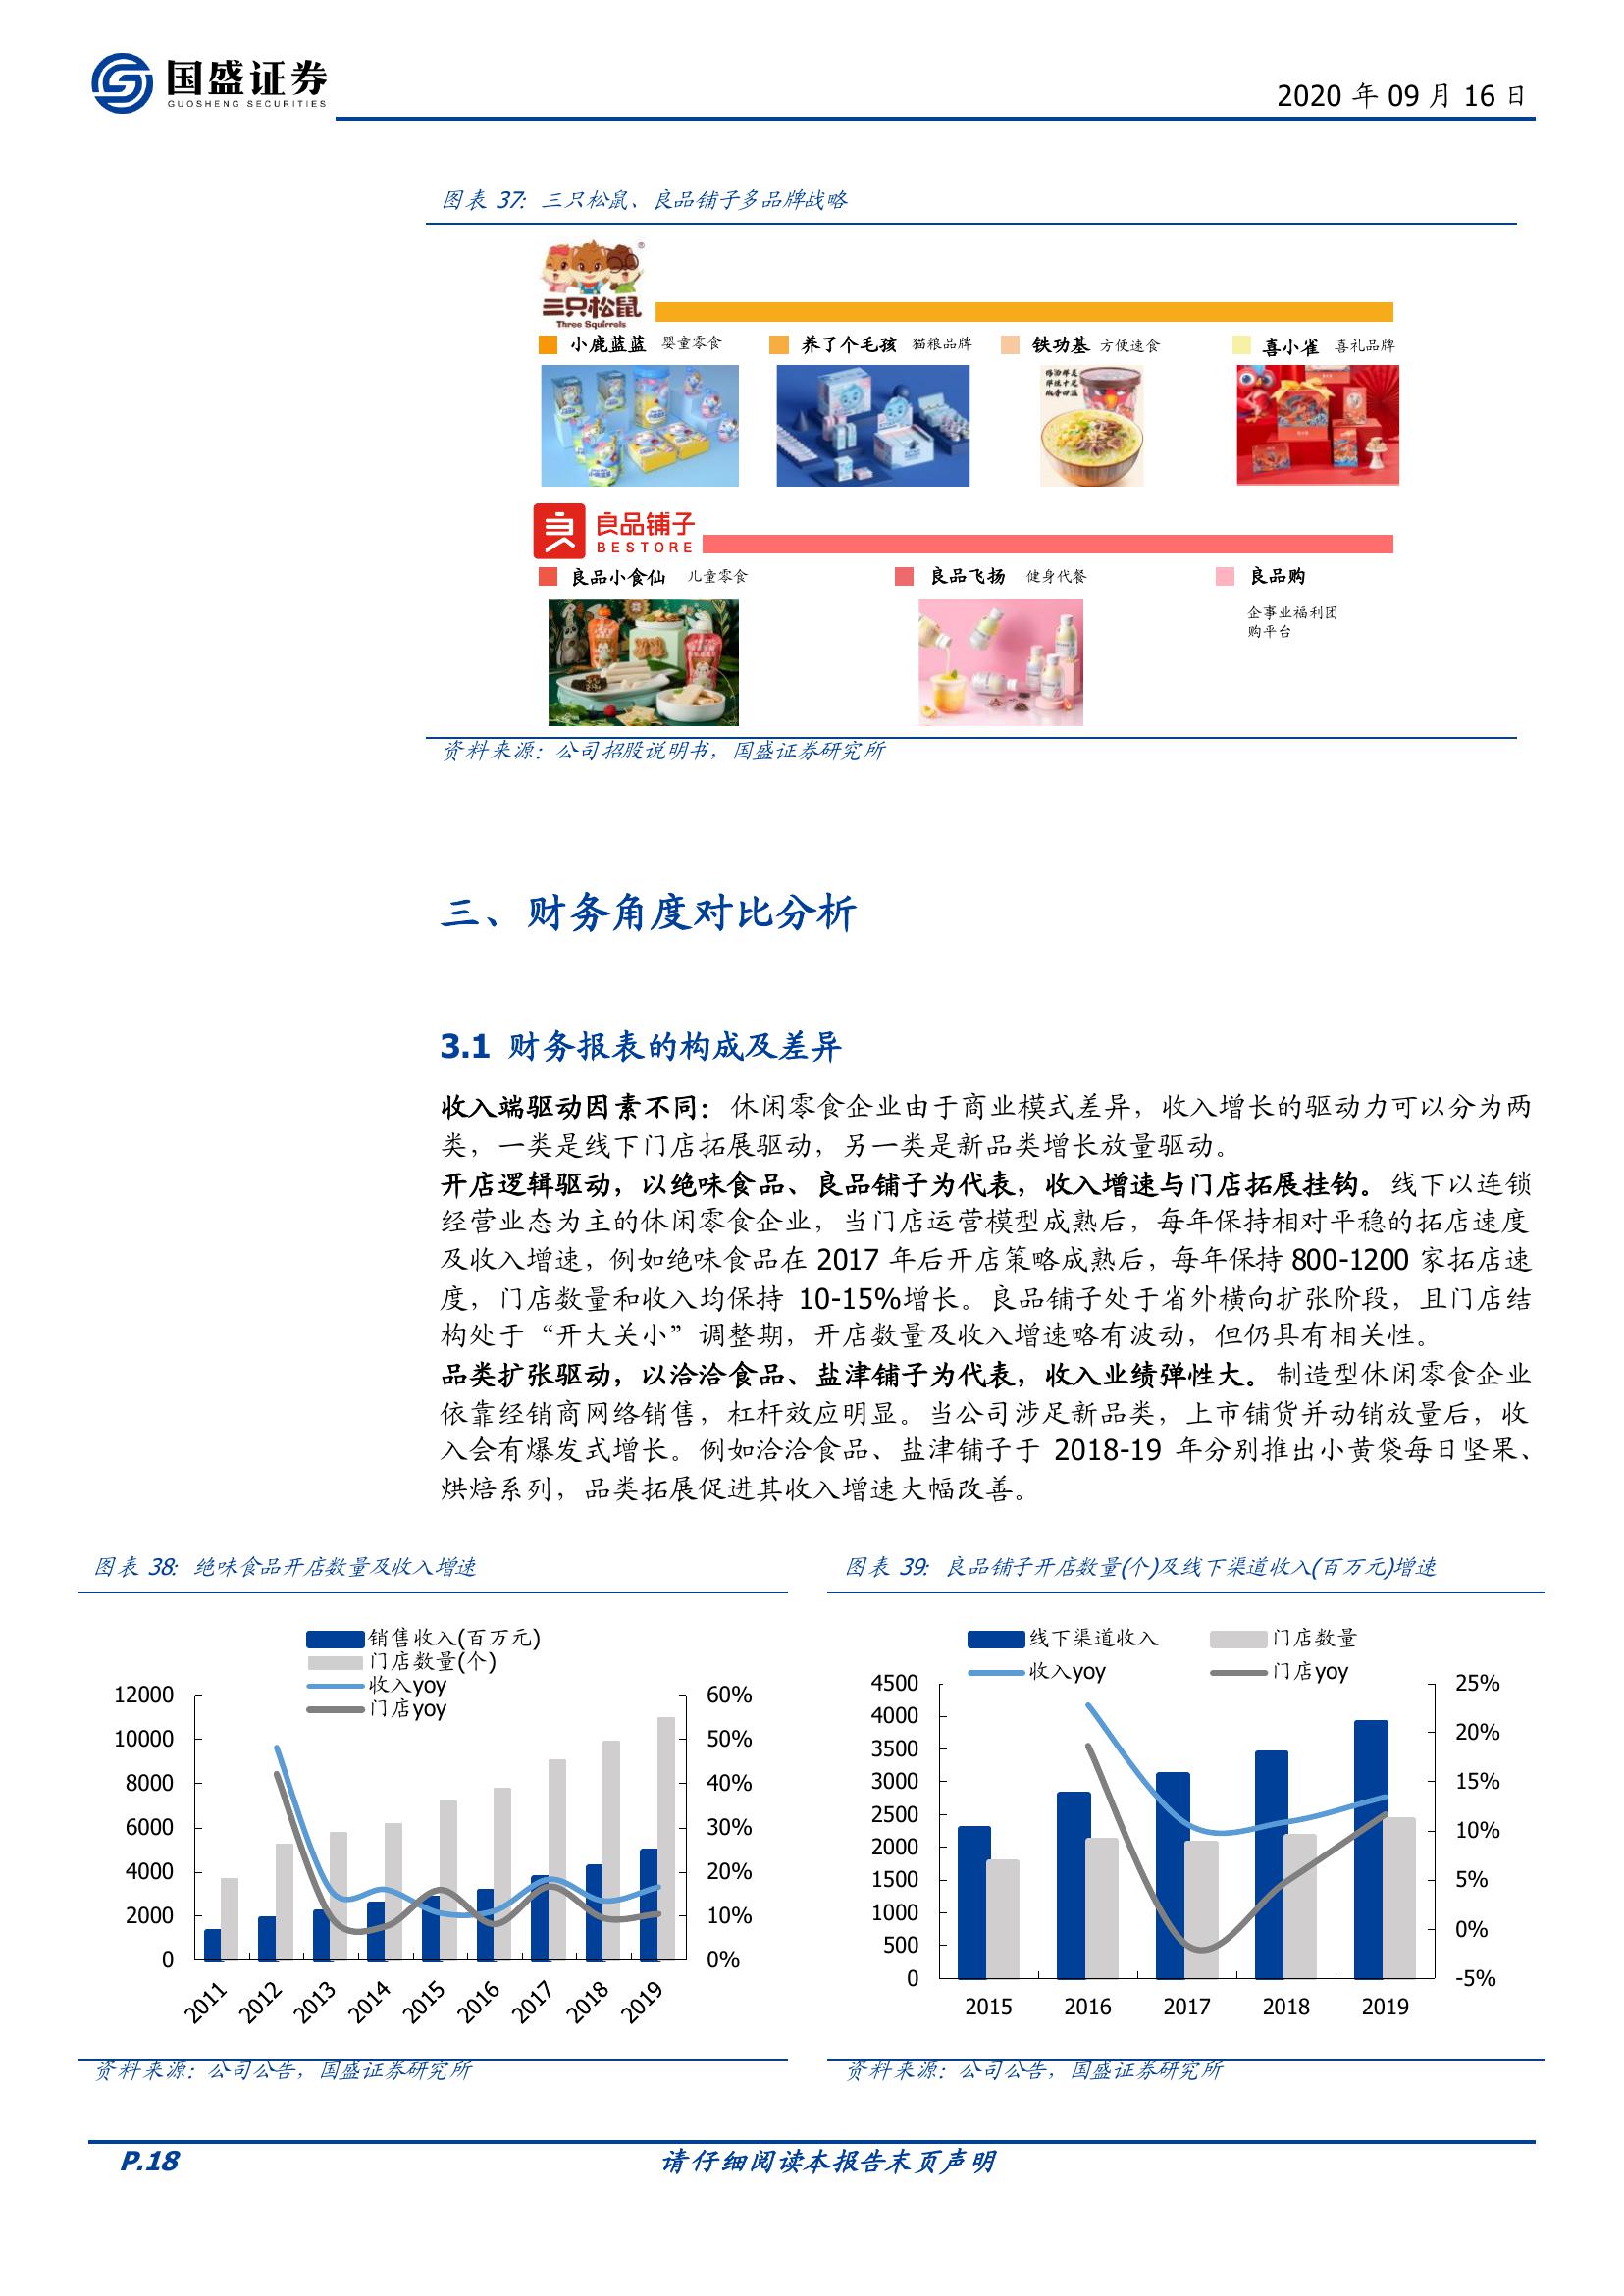 国盛证券
GUOSHENG SECURITIES
2020 年 09 月 16 日
图表 37: 三只松鼠、良品铺子多品牌战略
三只松鼠
Three Squirrels
小鹿蓝蓝 婴童零食 养了个毛孩 猫粮品牌 铁功基 方便速食 喜小雀 喜礼品牌
良品铺子
BESTORE
良品小食仙 儿童零食 良品飞扬 健身代餐 良品购
企事业福利团
购平台
资料来源：公司招股说明书，国盛证券研究所
三、财务角度对比分析
3.1 财务报表的构成及差异
收入端驱动因素不同：休闲零食企业由于商业模式差异，收入增长的驱动力可以分为两
类，一类是线下门店拓展驱动，另一类是新品类增长放量驱动。
开店逻辑驱动，以绝味食品、良品铺子为代表，收入增速与门店拓展挂钩。线下以连锁
经营业态为主的休闲零食企业，当门店运营模型成熟后，每年保持相对平稳的拓店速度
及收入增速，例如绝味食品在 2017 年后开店策略成熟后，每年保持 800-1200 家拓店速
度，门店数量和收入均保持 10-15%增长。良品铺子处于省外横向扩张阶段，且门店结
构处于“开大关小”调整期，开店数量及收入增速略有波动，但仍具有相关性。
品类扩张驱动，以洽洽食品、盐津铺子为代表，收入业绩弹性大。制造型休闲零食企业
依靠经销商网络销售，杠杆效应明显。当公司涉足新品类，上市铺货并动销放量后，收
入会有爆发式增长。例如洽洽食品、盐津铺子于 2018-19 年分别推出小黄袋每日坚果、
烘焙系列，品类拓展促进其收入增速大幅改善。
图表 38: 绝味食品开店数量及收入增速
销售收入(百万元)
门店数量(个)
收入yoy
门店yoy
12000
10000
8000
6000
4000
2000
0
60%
50%
40%
30%
20%
10%
0%
2011 2012 2013 2014 2015 2016 2017 2018 2019
资料来源：公司公告，国盛证券研究所
图表 39: 良品铺子开店数量(个)及线下渠道收入(百万元)增速
线下渠道收入 门店数量
收入yoy 门店yoy
4500
4000
3500
3000
2500
2000
1500
1000
500
0
25%
20%
15%
10%
5%
0%
-5%
2015 2016 2017 2018 2019
资料来源：公司公告，国盛证券研究所
P.18 请仔细阅读本报告末页声明